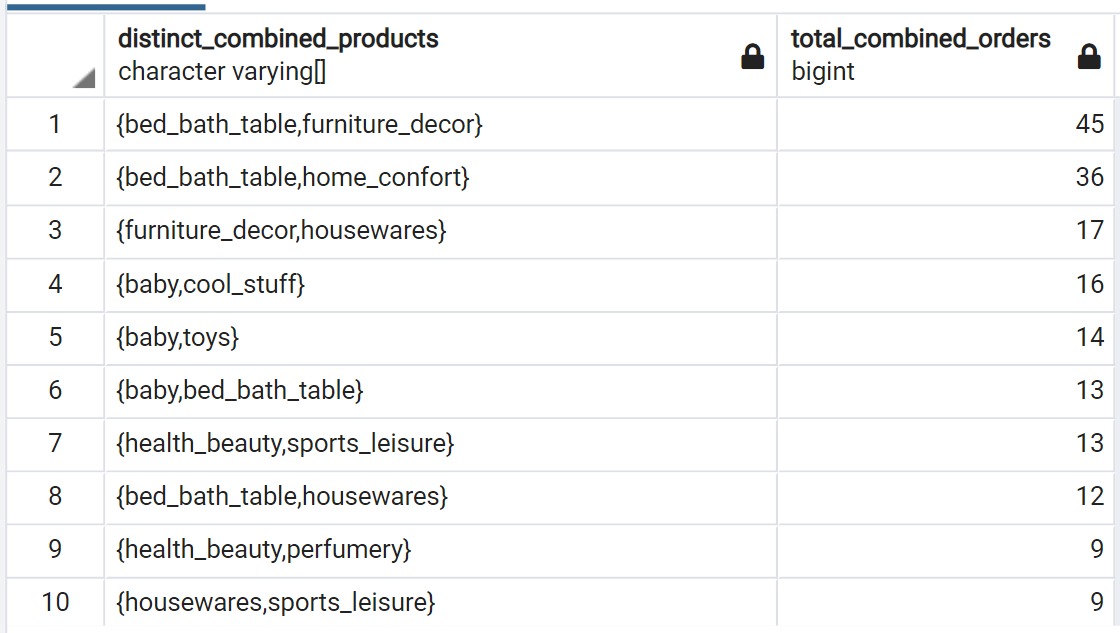 distinct_combined_products total_combined_orders
character varying[] bigint
1 {bed_bath_table,furniture_decor} 45
2 {bed_bath_table,home_confort} 36
3 {furniture_decor,housewares} 17
4 {baby,cool_stuff} 16
5 {baby,toys} 14
6 {baby,bed_bath_table} 13
7 {health_beauty,sports_leisure} 13
8 {bed_bath_table,housewares} 12
9 {health_beauty,perfumery} 9
10 {housewares,sports_leisure} 9